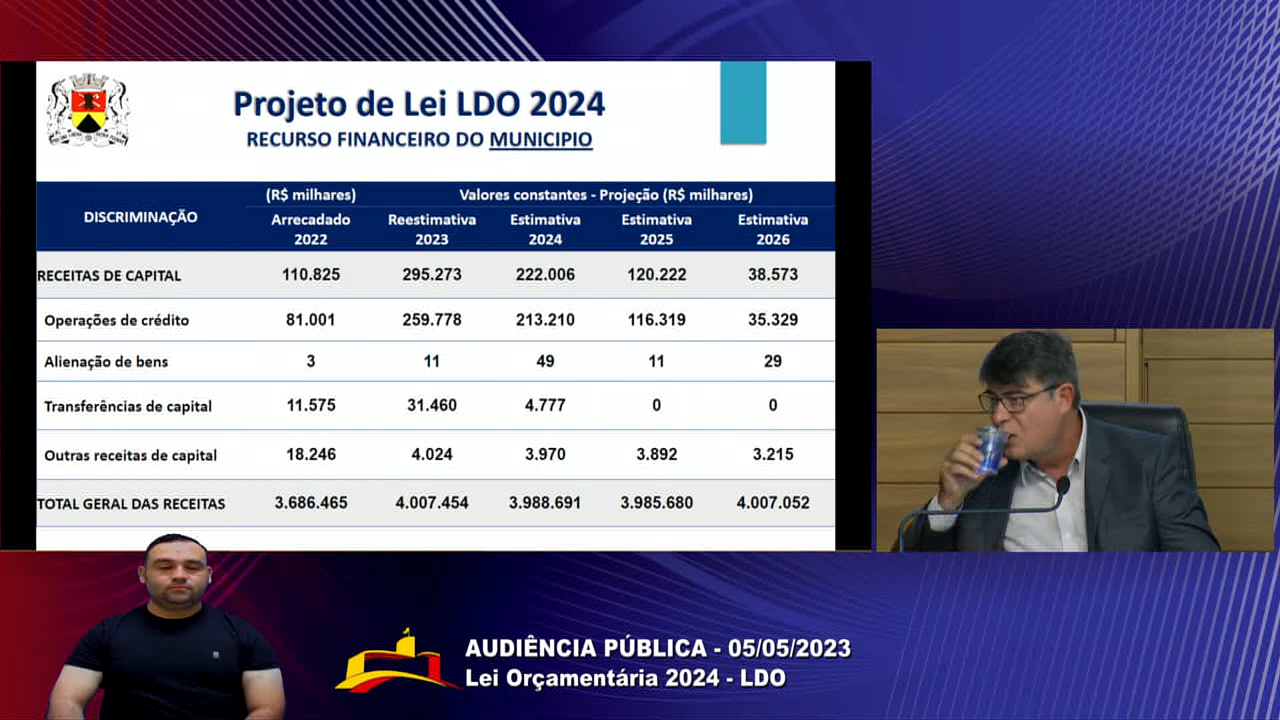 Projeto de Lei LDO 2024
RECURSO FINANCEIRO DO MUNICIPIO
DISCRIMINAÇÃO (R$ milhares) Valores constantes - Projeção (R$ milhares)
Arrecadado 2022 Reestimativa 2023 Estimativa 2024 Estimativa 2025 Estimativa 2026
RECEITAS DE CAPITAL 110.825 295.273 222.006 120.222 38.573
Operações de crédito 81.001 259.778 213.210 116.319 35.329
Alienação de bens 3 11 49 11 29
Transferências de capital 11.575 31.460 4.777 0 0
Outras receitas de capital 18.246 4.024 3.970 3.892 3.215
TOTAL GERAL DAS RECEITAS 3.686.465 4.007.454 3.988.691 3.985.680 4.007.052
AUDIÊNCIA PÚBLICA - 05/05/2023
Lei Orçamentária 2024 - LDO